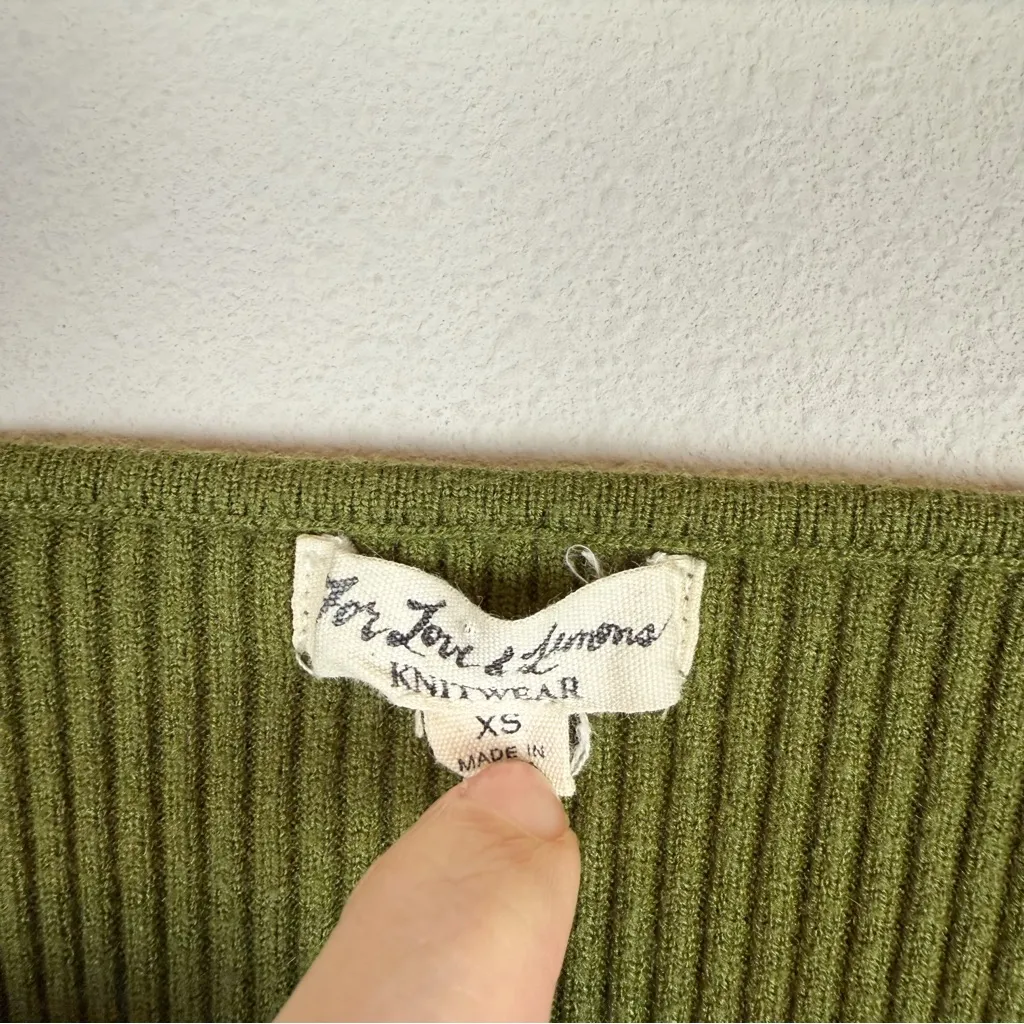 For Love & Lemons
KNITWEAR
XS
MADE IN